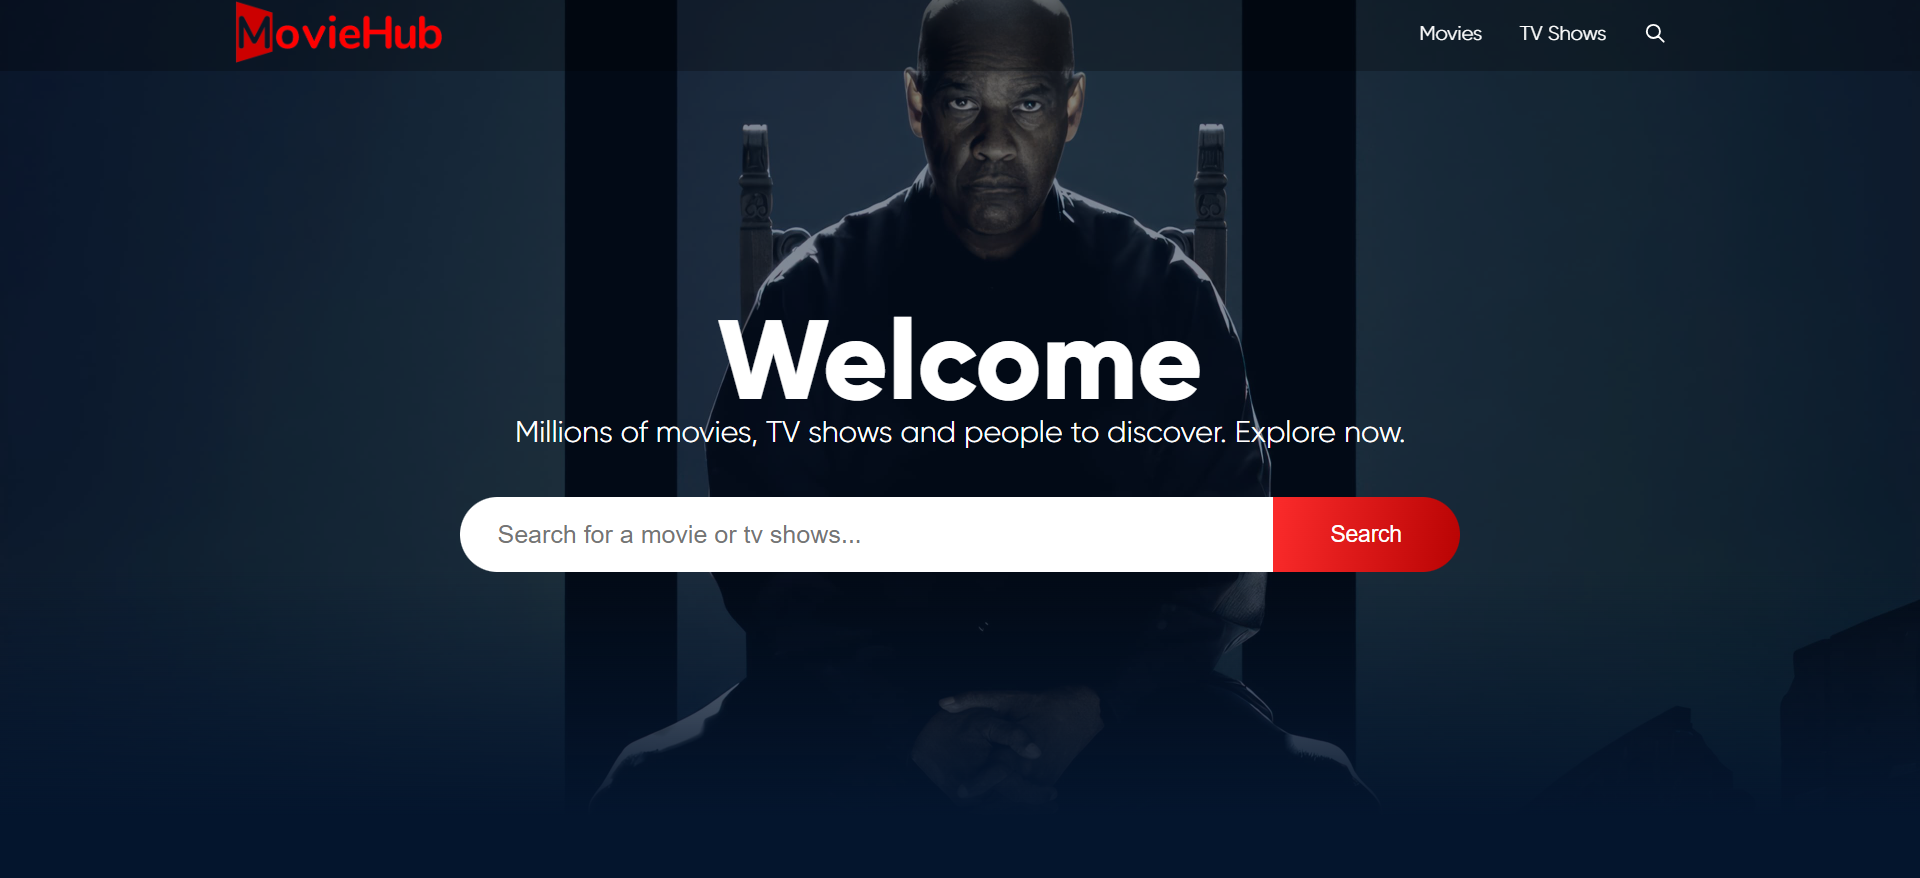 MovieHub
Movies
TV Shows
Welcome
Millions of movies, TV shows and people to discover. Explore now.
Search for a movie or tv shows...
Search